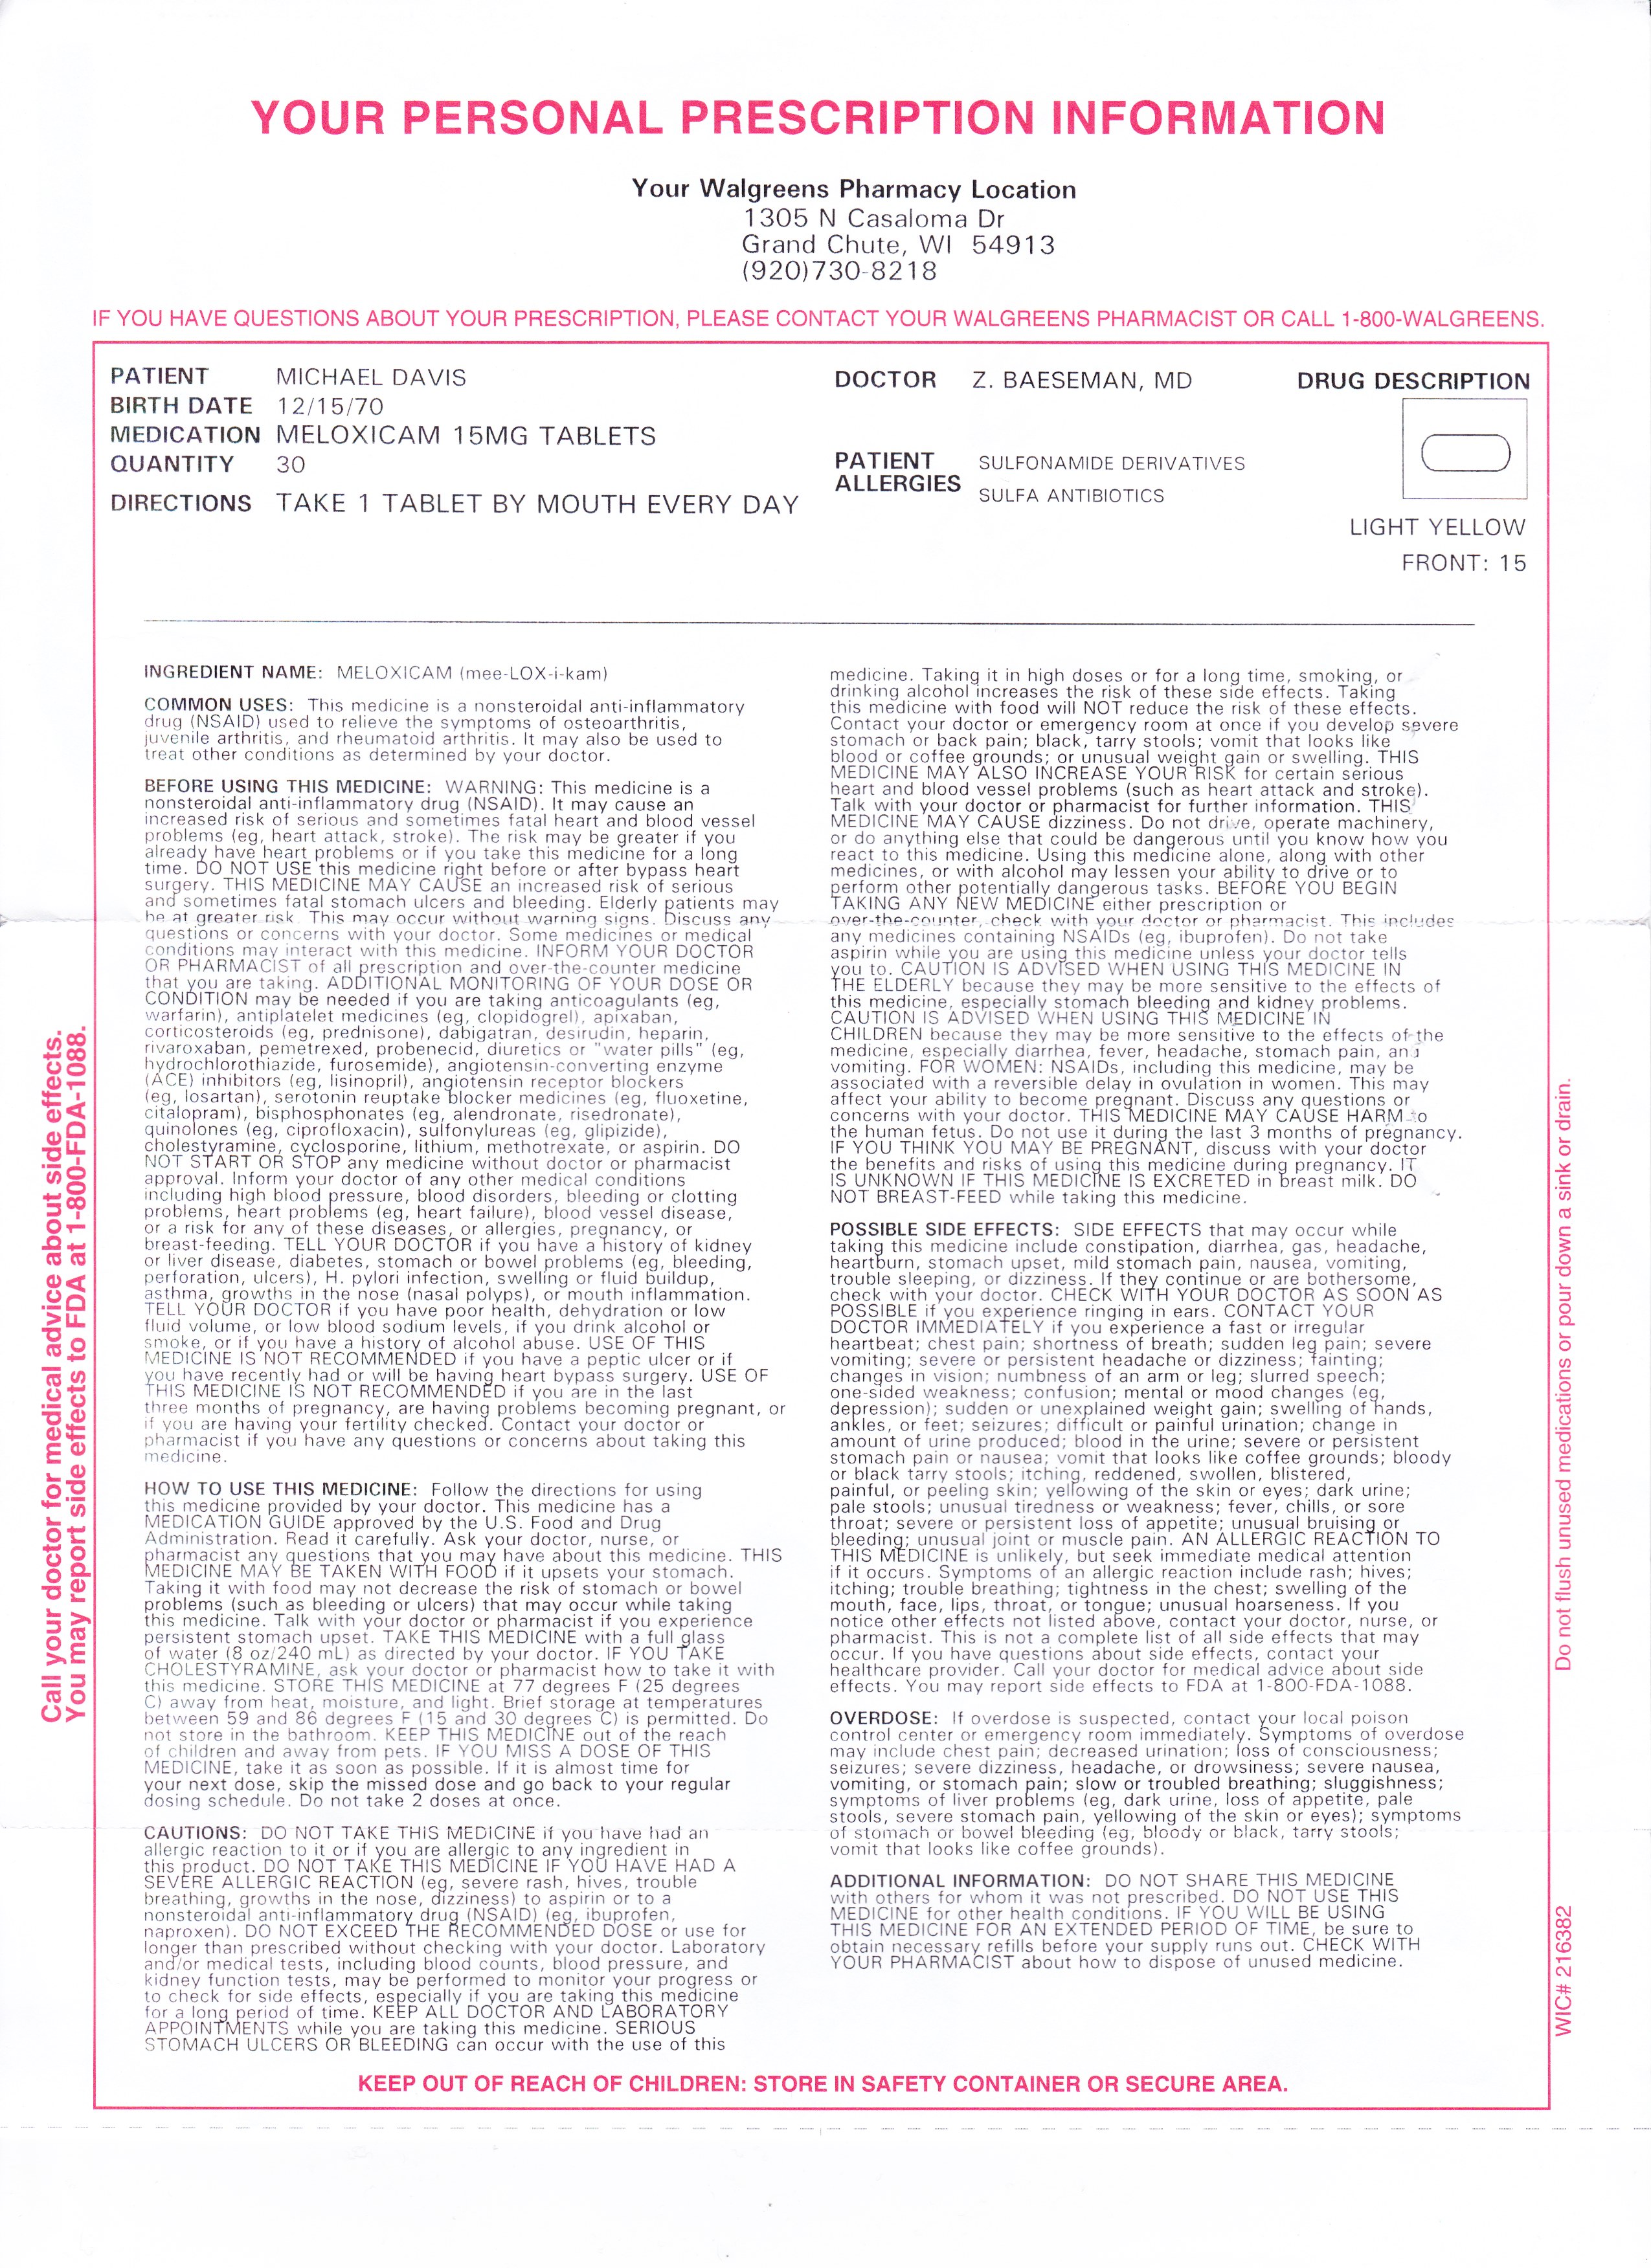 YOUR PERSONAL PRESCRIPTION INFORMATION
Your Walgreens Pharmacy Location
1305 N Casaloma Dr
Grand Chute, WI 54913
(920)730-8218
IF YOU HAVE QUESTIONS ABOUT YOUR PRESCRIPTION, PLEASE CONTACT YOUR WALGREENS PHARMACIST OR CALL 1-800-WALGREENS.
PATIENT MICHAEL DAVIS
BIRTH DATE 12/15/70
MEDICATION MELOXICAM 15MG TABLETS
QUANTITY 30
DIRECTIONS TAKE 1 TABLET BY MOUTH EVERY DAY
DOCTOR Z. BAESEMAN, MD
PATIENT ALLERGIES SULFONAMIDE DERIVATIVES
SULFA ANTIBIOTICS
DRUG DESCRIPTION
LIGHT YELLOW
FRONT: 15
INGREDIENT NAME: MELOXICAM (mee-LOX-i-kam)
COMMON USES: This medicine is a nonsteroidal anti-inflammatory
drug (NSAID) used to relieve the symptoms of osteoarthritis,
juvenile arthritis, and rheumatoid arthritis. It may also be used to
treat other conditions as determined by your doctor.
BEFORE USING THIS MEDICINE: WARNING: This medicine is a
nonsteroidal anti-inflammatory drug (NSAID). It may cause an
increased risk of serious and sometimes fatal heart and blood vessel
problems (eg, heart attack, stroke). The risk may be greater if you
already have heart problems or if you take this medicine for a long
time. DO NOT USE this medicine right before or after bypass heart
surgery. THIS MEDICINE MAY CAUSE an increased risk of serious
and sometimes fatal stomach ulcers and bleeding. Elderly patients may
be at greater risk. This may occur without warning signs. Discuss any
questions or concerns with your doctor. Some medicines or medical
conditions may interact with this medicine. INFORM YOUR DOCTOR
OR PHARMACIST of all prescription and over-the-counter medicine
that you are taking. ADDITIONAL MONITORING OF YOUR DOSE OR
CONDITION may be needed if you are taking anticoagulants (eg,
warfarin), antiplatelet medicines (eg, clopidogrel), apixaban,
corticosteroids (eg, prednisone), dabigatran, desirudin, heparin,
rivaroxaban, pemetrexed, probenecid, diuretics or "water pills" (eg,
hydrochlorothiazide, furosemide), angiotensin-converting enzyme
(ACE) inhibitors (eg, lisinopril), angiotensin receptor blockers
(eg, losartan), serotonin reuptake blocker medicines (eg, fluoxetine,
citalopram), bisphosphonates (eg, alendronate, risedronate),
quinolones (eg, ciprofloxacin), sulfonylureas (eg, glipizide),
cholestyramine, cyclosporine, lithium, methotrexate, or aspirin. DO
NOT START OR STOP any medicine without doctor or pharmacist
approval. Inform your doctor of any other medical conditions
including high blood pressure, blood disorders, bleeding or clotting
problems, heart problems (eg, heart failure), blood vessel disease,
or a risk for any of these diseases, or allergies, pregnancy, or
breast-feeding. TELL YOUR DOCTOR if you have a history of kidney
or liver disease, diabetes, stomach or bowel problems (eg, bleeding,
perforation, ulcers), H. pylori infection, swelling or fluid buildup,
asthma, growths in the nose (nasal polyps), or mouth inflammation.
TELL YOUR DOCTOR if you have poor health, dehydration or low
fluid volume, or low blood sodium levels, if you drink alcohol or
smoke, or if you have a history of alcohol abuse. USE OF THIS
MEDICINE IS NOT RECOMMENDED if you have a peptic ulcer or if
you have recently had or will be having heart bypass surgery. USE OF
THIS MEDICINE IS NOT RECOMMENDED if you are in the last
three months of pregnancy, are having problems becoming pregnant, or
if you are having your fertility checked. Contact your doctor or
pharmacist if you have any questions or concerns about taking this
medicine.
HOW TO USE THIS MEDICINE: Follow the directions for using
this medicine provided by your doctor. This medicine has a
MEDICATION GUIDE approved by the U.S. Food and Drug
Administration. Read it carefully. Ask your doctor, nurse, or
pharmacist any questions that you may have about this medicine. THIS
MEDICINE MAY BE TAKEN WITH FOOD if it upsets your stomach.
Taking it with food may not decrease the risk of stomach or bowel
problems (such as bleeding or ulcers) that may occur while taking
this medicine. Talk with your doctor or pharmacist if you experience
persistent stomach upset. TAKE THIS MEDICINE with a full glass
of water (8 oz/240 mL) as directed by your doctor. IF YOU TAKE
CHOLESTYRAMINE, ask your doctor or pharmacist how to take it with
this medicine. STORE THIS MEDICINE at 77 degrees F (25 degrees
C) away from heat, moisture, and light. Brief storage at temperatures
between 59 and 86 degrees F (15 and 30 degrees C) is permitted. Do
not store in the bathroom. KEEP THIS MEDICINE out of the reach
of children and away from pets. IF YOU MISS A DOSE OF THIS
MEDICINE, take it as soon as possible. If it is almost time for
your next dose, skip the missed dose and go back to your regular
dosing schedule. Do not take 2 doses at once.
CAUTIONS: DO NOT TAKE THIS MEDICINE if you have had an
allergic reaction to it or if you are allergic to any ingredient in
this product. DO NOT TAKE THIS MEDICINE IF YOU HAVE HAD A
SEVERE ALLERGIC REACTION (eg, severe rash, hives, trouble
breathing, growths in the nose, dizziness) to aspirin or to a
nonsteroidal anti-inflammatory drug (NSAID) (eg, ibuprofen,
naproxen). DO NOT EXCEED THE RECOMMENDED DOSE or use for
longer than prescribed without checking with your doctor. Laboratory
and/or medical tests, including blood counts, blood pressure, and
kidney function tests, may be performed to monitor your progress or
to check for side effects, especially if you are taking this medicine
for a long period of time. KEEP ALL DOCTOR AND LABORATORY
APPOINTMENTS while you are taking this medicine. SERIOUS
STOMACH ULCERS OR BLEEDING can occur with the use of this
medicine. Taking it in high doses or for a long time, smoking, or
drinking alcohol increases the risk of these side effects. Taking
this medicine with food will NOT reduce the risk of these effects.
Contact your doctor or emergency room at once if you develop severe
stomach or back pain; black, tarry stools; vomit that looks like
blood or coffee grounds; or unusual weight gain or swelling. THIS
MEDICINE MAY ALSO INCREASE YOUR RISK for certain serious
heart and blood vessel problems (such as heart attack and stroke).
Talk with your doctor or pharmacist for further information. THIS
MEDICINE MAY CAUSE dizziness. Do not drive, operate machinery,
or do anything else that could be dangerous until you know how you
react to this medicine. Using this medicine alone, along with other
medicines, or with alcohol may lessen your ability to drive or to
perform other potentially dangerous tasks. BEFORE YOU BEGIN
TAKING ANY NEW MEDICINE either prescription or
over-the-counter, check with your doctor or pharmacist. This includes
any medicines containing NSAIDs (eg, ibuprofen). Do not take
aspirin while you are using this medicine unless your doctor tells
you to. CAUTION IS ADVISED WHEN USING THIS MEDICINE IN
THE ELDERLY because they may be more sensitive to the effects of
this medicine, especially stomach bleeding and kidney problems.
CAUTION IS ADVISED WHEN USING THIS MEDICINE IN
CHILDREN because they may be more sensitive to the effects of the
medicine, especially diarrhea, fever, headache, stomach pain, and
vomiting. FOR WOMEN: NSAIDs, including this medicine, may be
associated with a reversible delay in ovulation in women. This may
affect your ability to become pregnant. Discuss any questions or
concerns with your doctor. THIS MEDICINE MAY CAUSE HARM to
the human fetus. Do not use it during the last 3 months of pregnancy.
IF YOU THINK YOU MAY BE PREGNANT, discuss with your doctor
the benefits and risks of using this medicine during pregnancy. IT
IS UNKNOWN IF THIS MEDICINE IS EXCRETED in breast milk. DO
NOT BREAST-FEED while taking this medicine.
POSSIBLE SIDE EFFECTS: SIDE EFFECTS that may occur while
taking this medicine include constipation, diarrhea, gas, headache,
heartburn, stomach upset, mild stomach pain, nausea, vomiting,
trouble sleeping, or dizziness. If they continue or are bothersome,
check with your doctor. CHECK WITH YOUR DOCTOR AS SOON AS
POSSIBLE if you experience ringing in ears. CONTACT YOUR
DOCTOR IMMEDIATELY if you experience a fast or irregular
heartbeat; chest pain; shortness of breath; sudden leg pain; severe
vomiting; severe or persistent headache or dizziness; fainting;
changes in vision; numbness of an arm or leg; slurred speech;
one-sided weakness; confusion; mental or mood changes (eg,
depression); sudden or unexplained weight gain; swelling of hands,
ankles, or feet; seizures; difficult or painful urination; change in
amount of urine produced; blood in the urine; severe or persistent
stomach pain or nausea; vomit that looks like coffee grounds; bloody
or black tarry stools; itching, reddened, swollen, blistered,
painful, or peeling skin; yellowing of the skin or eyes; dark urine;
pale stools; unusual tiredness or weakness; fever, chills, or sore
throat; severe or persistent loss of appetite; unusual bruising or
bleeding; unusual joint or muscle pain. AN ALLERGIC REACTION TO
THIS MEDICINE is unlikely, but seek immediate medical attention
if it occurs. Symptoms of an allergic reaction include rash; hives;
itching; trouble breathing; tightness in the chest; swelling of the
mouth, face, lips, throat, or tongue; unusual hoarseness. If you
notice other effects not listed above, contact your doctor, nurse, or
pharmacist. This is not a complete list of all side effects that may
occur. If you have questions about side effects, contact your
healthcare provider. Call your doctor for medical advice about side
effects. You may report side effects to FDA at 1-800-FDA-1088.
OVERDOSE: If overdose is suspected, contact your local poison
control center or emergency room immediately. Symptoms of overdose
may include chest pain; decreased urination; loss of consciousness;
seizures; severe dizziness, headache, or drowsiness; severe nausea,
vomiting, or stomach pain; slow or troubled breathing; sluggishness;
symptoms of liver problems (eg, dark urine, loss of appetite, pale
stools, severe stomach pain, yellowing of the skin or eyes); symptoms
of stomach or bowel bleeding (eg, bloody or black, tarry stools;
vomit that looks like coffee grounds).
ADDITIONAL INFORMATION: DO NOT SHARE THIS MEDICINE
with others for whom it was not prescribed. DO NOT USE THIS
MEDICINE for other health conditions. IF YOU WILL BE USING
THIS MEDICINE FOR AN EXTENDED PERIOD OF TIME, be sure to
obtain necessary refills before your supply runs out. CHECK WITH
YOUR PHARMACIST about how to dispose of unused medicine.
KEEP OUT OF REACH OF CHILDREN: STORE IN SAFETY CONTAINER OR SECURE AREA.
Call your doctor for medical advice about side effects.
You may report side effects to FDA at 1-800-FDA-1088.
Do not flush unused medications or pour down a sink or drain.
WIC# 216382